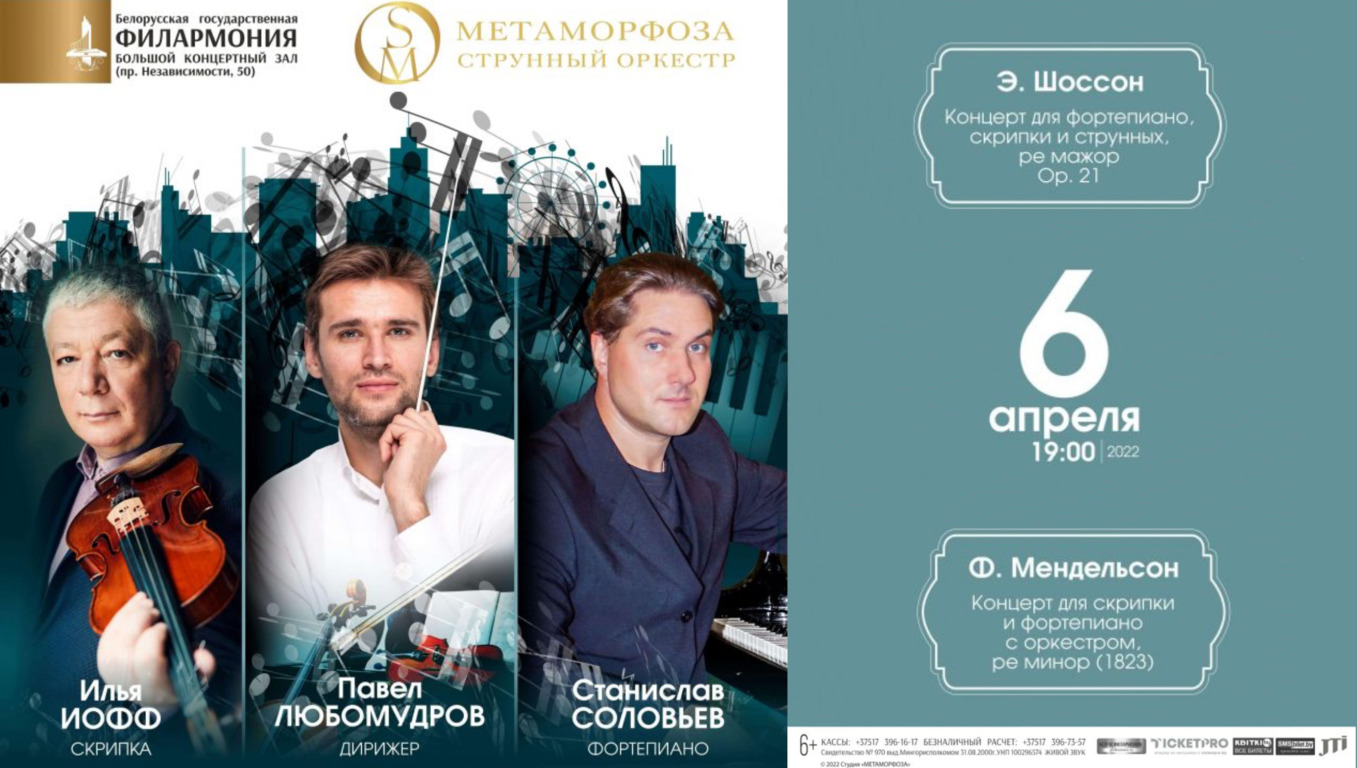 Белорусская государственная
ФИЛАРМОНИЯ
БОЛЬШОЙ КОНЦЕРТНЫЙ ЗАЛ
(пр. Независимости, 50)
SM
МЕТАМОРФОЗА
СТРУННЫЙ ОРКЕСТР
Илья
ИОФФ
СКРИПКА
Павел
ЛЮБОМУДРОВ
ДИРИЖЕР
Станислав
СОЛОВЬЕВ
ФОРТЕПИАНО
Э. Шоссон
Концерт для фортепиано,
скрипки и струнных,
ре мажор
Op. 21
6
апреля
19:00 | 2022
Ф. Мендельсон
Концерт для скрипки
и фортепиано
с оркестром,
ре минор (1823)
6+ КАССЫ: +37517 396-16-17 БЕЗНАЛИЧНЫЙ РАСЧЕТ: +37517 396-73-57
Свидетельство № 970 выд. Мингорисполкомом 31.08.2000г. УНП 100296574 ЖИВОЙ ЗВУК
© 2022 Студия «МЕТАМОРФОЗА»
TICKETPRO
KBITKI
ВСЕ БИЛЕТЫ